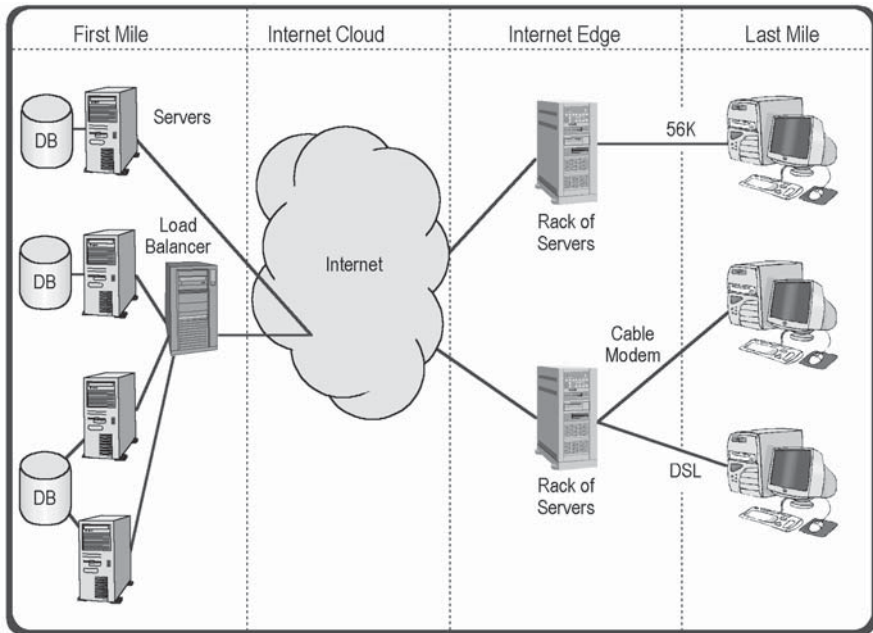 First Mile
Internet Cloud
Internet Edge
Last Mile
DB
Servers
56K
Rack of
Servers
Load
Balancer
DB
Internet
Cable
Modem
DB
Rack of
Servers
DSL